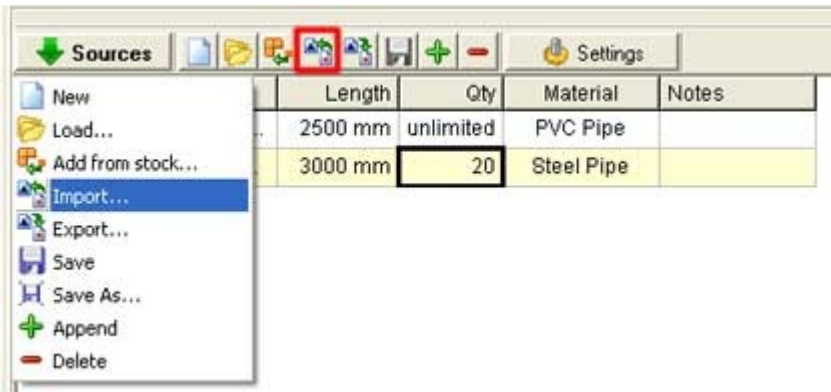 Sources Settings
Length Qty Material Notes
2500 mm unlimited PVC Pipe
3000 mm 20 Steel Pipe
New
Load...
Add from stock...
Import...
Export...
Save
Save As...
Append
Delete